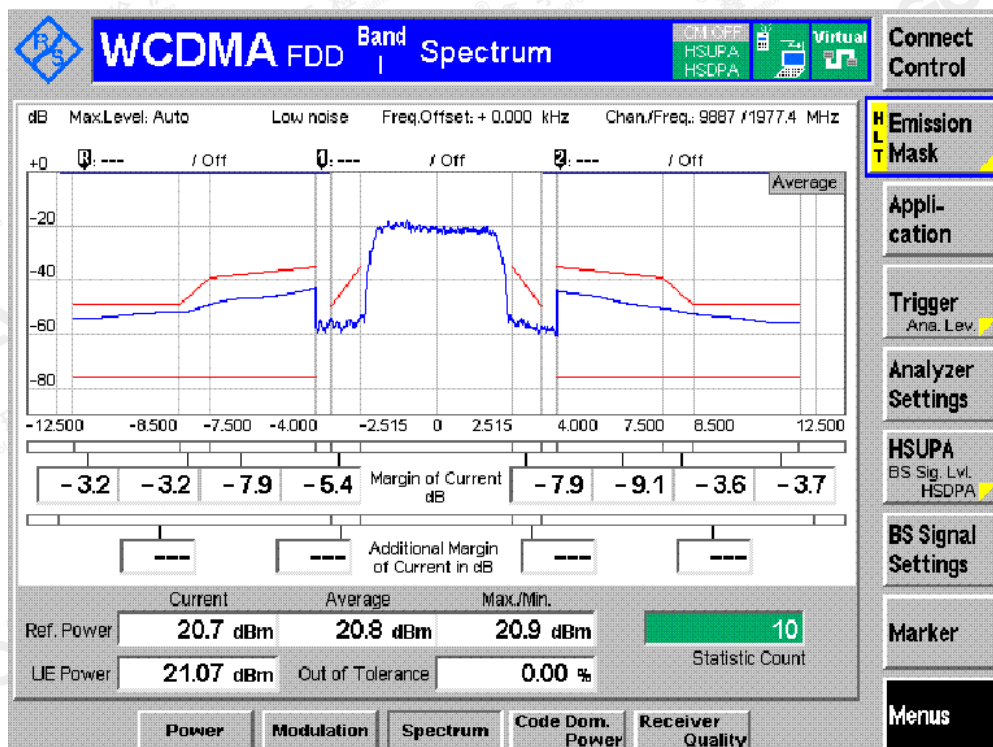 R S WCDMA FDD Band I Spectrum
CM OFF
HSUPA
HSDPA
Virtual
Connect
Control
dB Max.Level: Auto Low noise Freq.Offset: + 0.000 kHz Chan./Freq.: 9887 / 1977.4 MHz
R: --- / Off 1: --- / Off 2: --- / Off
HLT
Emission
Mask
Average
+0
-20
-40
-60
-80
-12.500 -8.500 -7.500 -4.000 -2.515 0 2.515 4.000 7.500 8.500 12.500
Appli-
cation
Trigger
Ana. Lev.
Analyzer
Settings
HSUPA
BS Sig. Lvl.
HSDPA
-3.2 -3.2 -7.9 -5.4 Margin of Current dB -7.9 -9.1 -3.6 -3.7
BS Signal
Settings
--- --- Additional Margin of Current in dB --- ---
Current Average Max./Min.
Ref. Power 20.7 dBm 20.8 dBm 20.9 dBm 10
Statistic Count
UE Power 21.07 dBm Out of Tolerance 0.00 %
Marker
Menus
Power Modulation Spectrum Code Dom. Power Receiver Quality